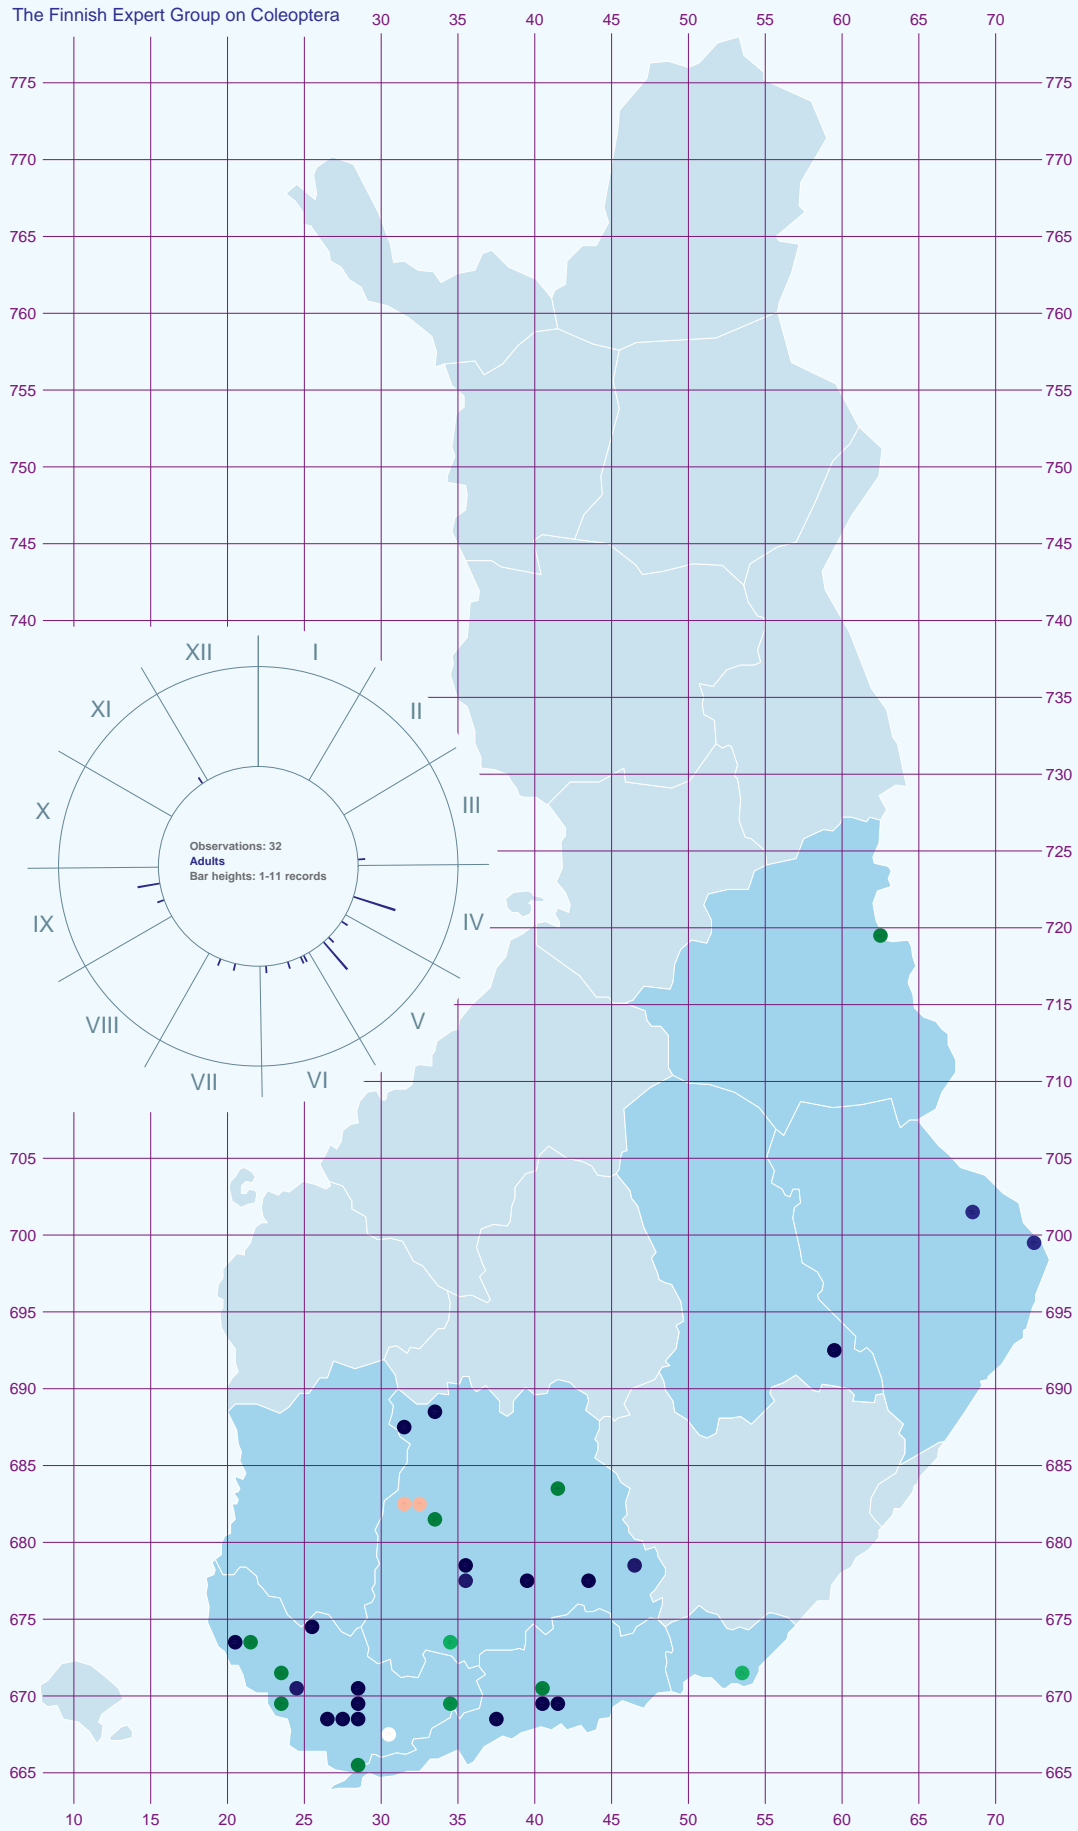 The Finnish Expert Group on Coleoptera
30 35 40 45 50 55 60 65 70
775 775
770 770
765 765
760 760
755 755
750 750
745 745
740 740
XII I
735
XI II
730
X III
Observations: 32
Adults
Bar heights: 1-11 records
725
IX IV
720
VIII V
715
VII VI
710
705 705
700 700
695 695
690 690
685 685
680 680
675 675
670 670
665 665
10 15 20 25 30 35 40 45 50 55 60 65 70